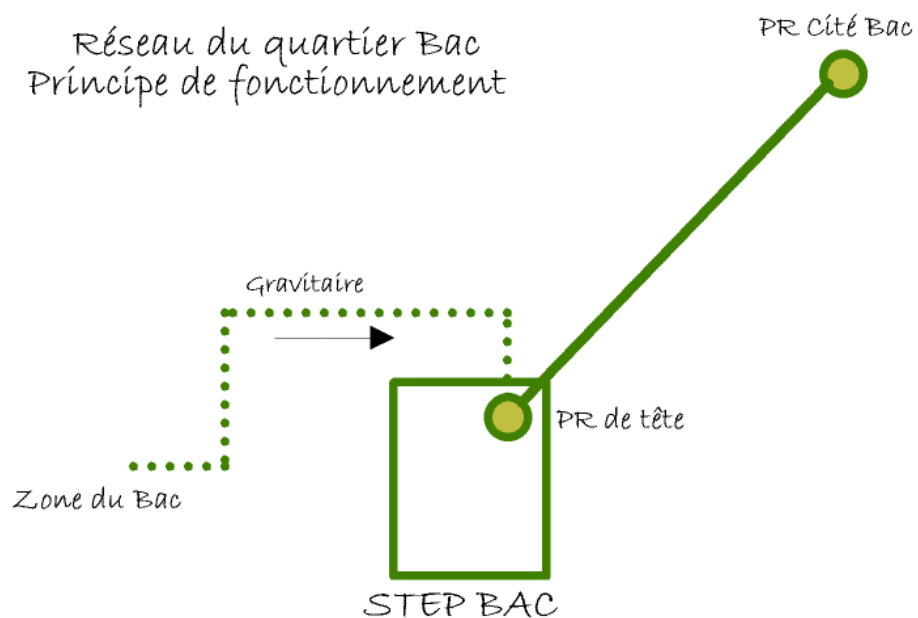 PR Cité Bac
Réseau du quartier Bac
Principe de fonctionnement
Gravitaire
PR de tête
Zone du Bac
STEP BAC